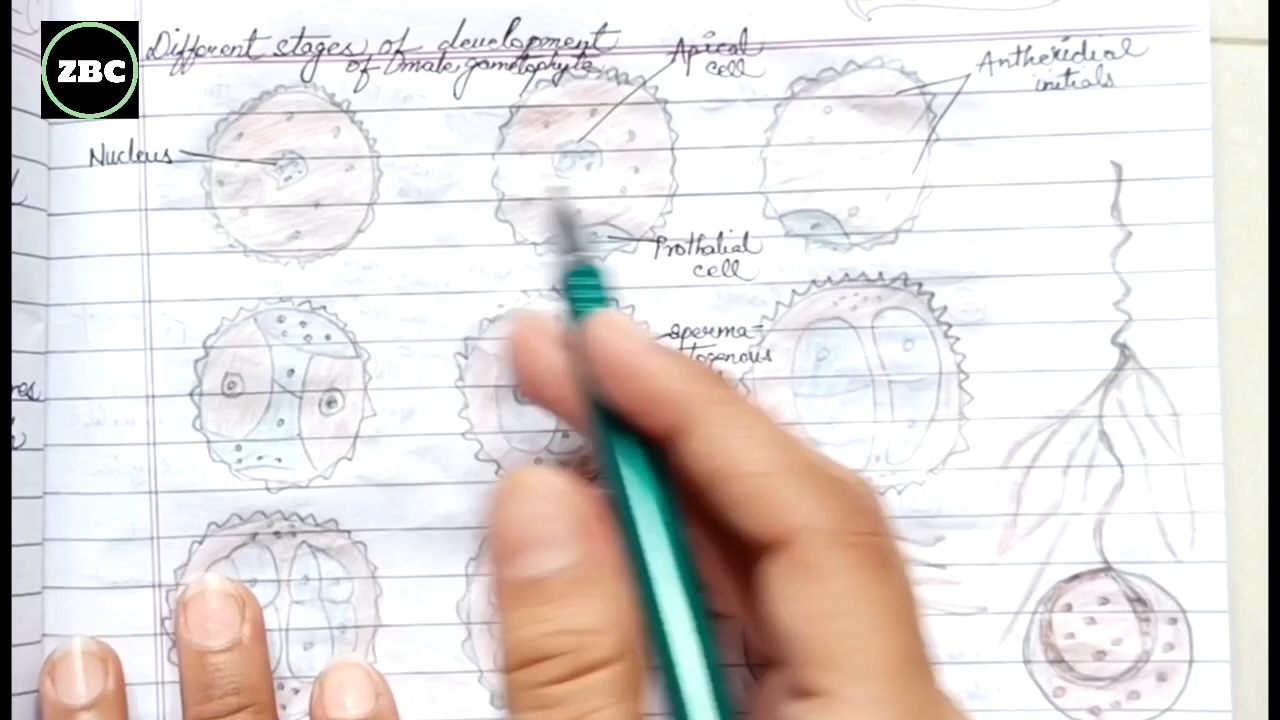 ZBC
Different stages of development
of male gametophyte
Apical
cell
Antheridial
initials
Nucleus
Prothalial
cell
sperma-
togenous